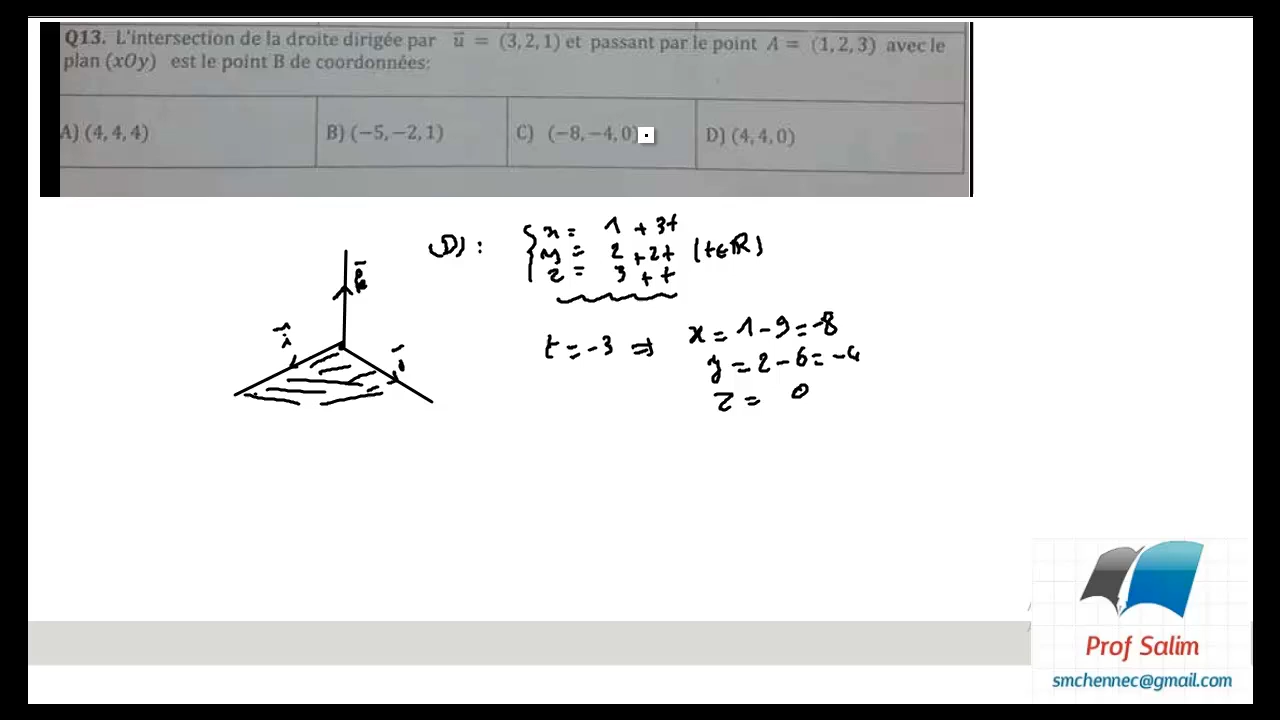 Q13. L'intersection de la droite dirigée par u⃗ = (3, 2, 1) et passant par le point A = (1, 2, 3) avec le
plan (xOy) est le point B de coordonnées:
A) (4, 4, 4) B) (−5, −2, 1) C) (−8, −4, 0) D) (4, 4, 0)
(D): { x = 1 + 3t
y = 2 + 2t (t∈ℝ)
z = 3 + t
k⃗
i⃗ j⃗
t = -3 ⇒ x = 1 - 9 = -8
y = 2 - 6 = -4
z = 0
Prof Salim
smchennec@gmail.com